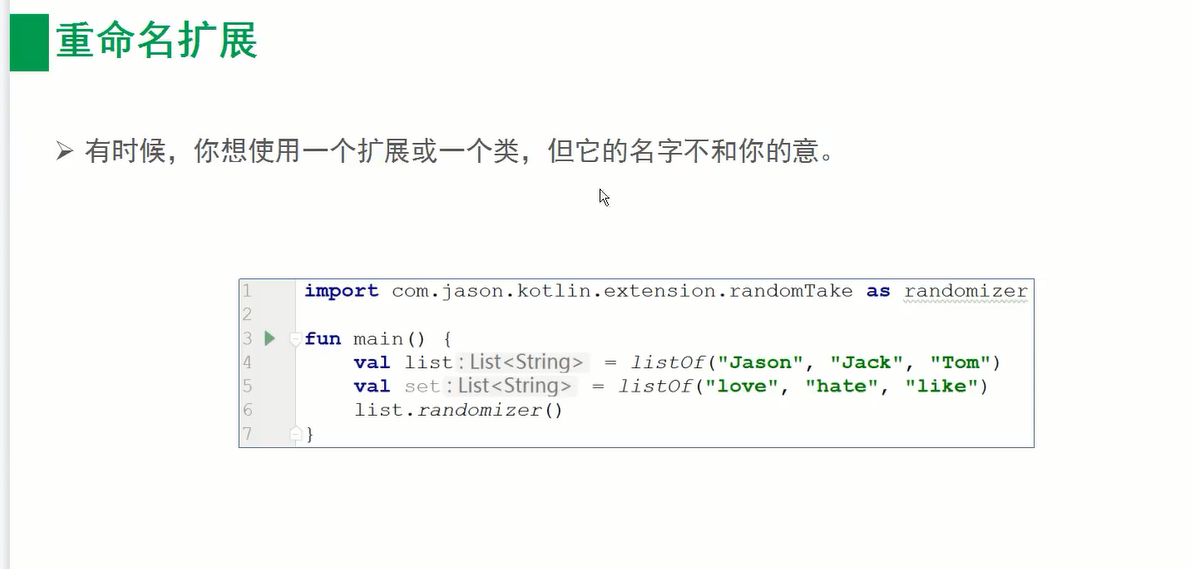 重命名扩展
➢ 有时候，你想使用一个扩展或一个类，但它的名字不和你的意。
1 import com.jason.kotlin.extension.randomTake as randomizer
2
3 fun main() {
4 val list : List<String> = listOf("Jason", "Jack", "Tom")
5 val set : List<String> = listOf("love", "hate", "like")
6 list.randomizer()
7 }